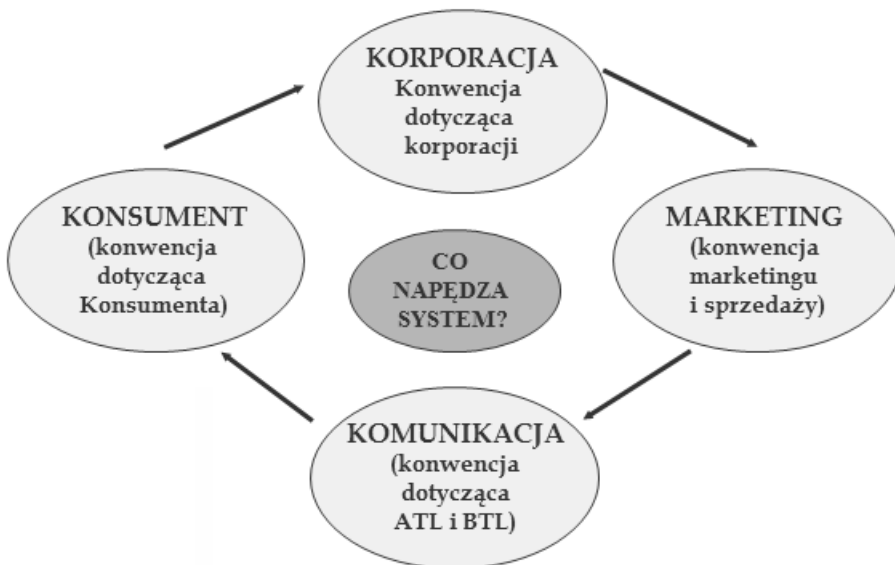 KORPORACJA
Konwencja
dotycząca
korporacji
KONSUMENT
(konwencja
dotycząca
Konsumenta)
CO
NAPĘDZA
SYSTEM?
MARKETING
(konwencja
marketingu
i sprzedaży)
KOMUNIKACJA
(konwencja
dotycząca
ATL i BTL)